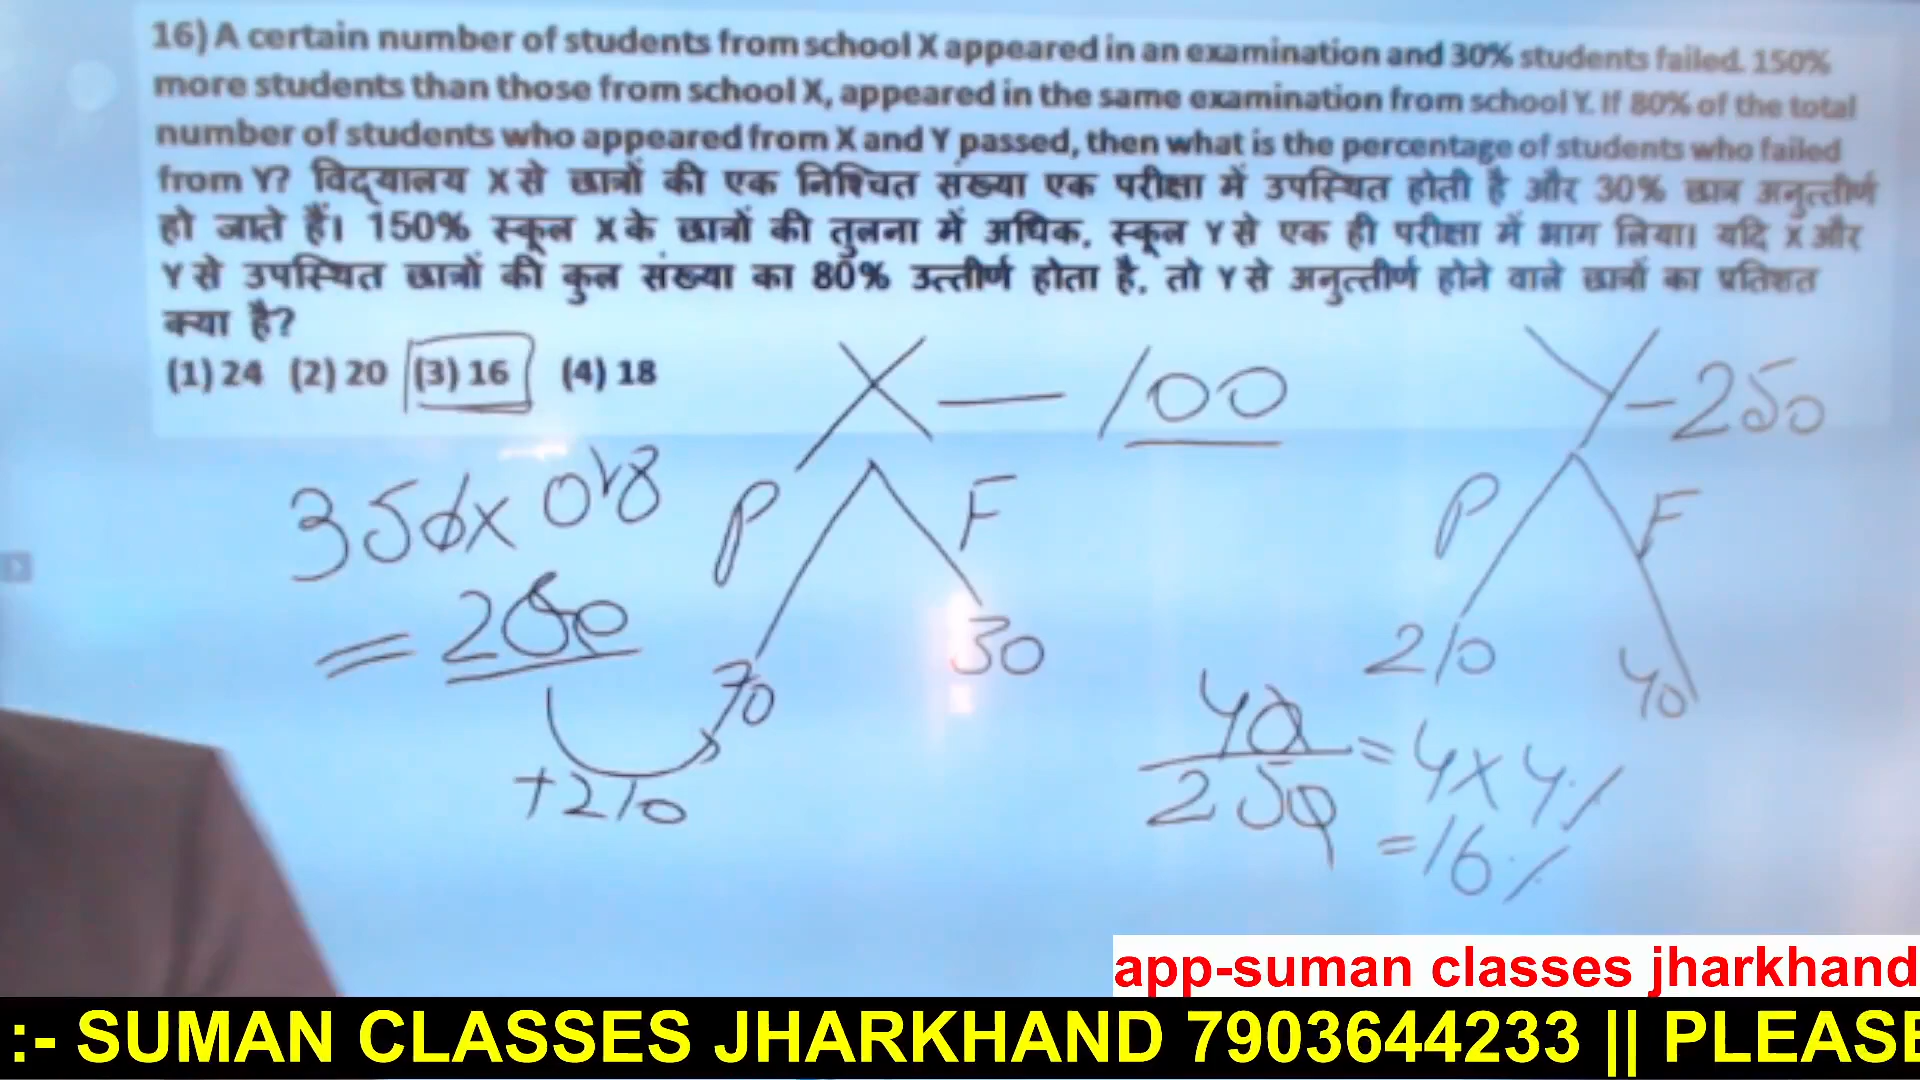 16) A certain number of students from school X appeared in an examination and 30% students failed. 150%
more students than those from school X, appeared in the same examination from school Y. If 80% of the total
number of students who appeared from X and Y passed, then what is the percentage of students who failed
from Y? विद्यालय X से छात्रों की एक निश्चित संख्या एक परीक्षा में उपस्थित होती है और 30% छात्र अनुत्तीर्ण
हो जाते हैं। 150% स्कूल X के छात्रों की तुलना में अधिक, स्कूल Y से एक ही परीक्षा में भाग लिया। यदि X और
Y से उपस्थित छात्रों की कुल संख्या का 80% उत्तीर्ण होता है, तो Y से अनुत्तीर्ण होने वाले छात्रों का प्रतिशत
क्या है?
(1) 24 (2) 20 (3) 16 (4) 18
X — 100
Y - 250
350 x 0.8
P F
P F
= 280
70 30
210 40
+210
40/250 = 4 x 4%
= 16%
app-suman classes jharkhand
:- SUMAN CLASSES JHARKHAND 7903644233 || PLEASE